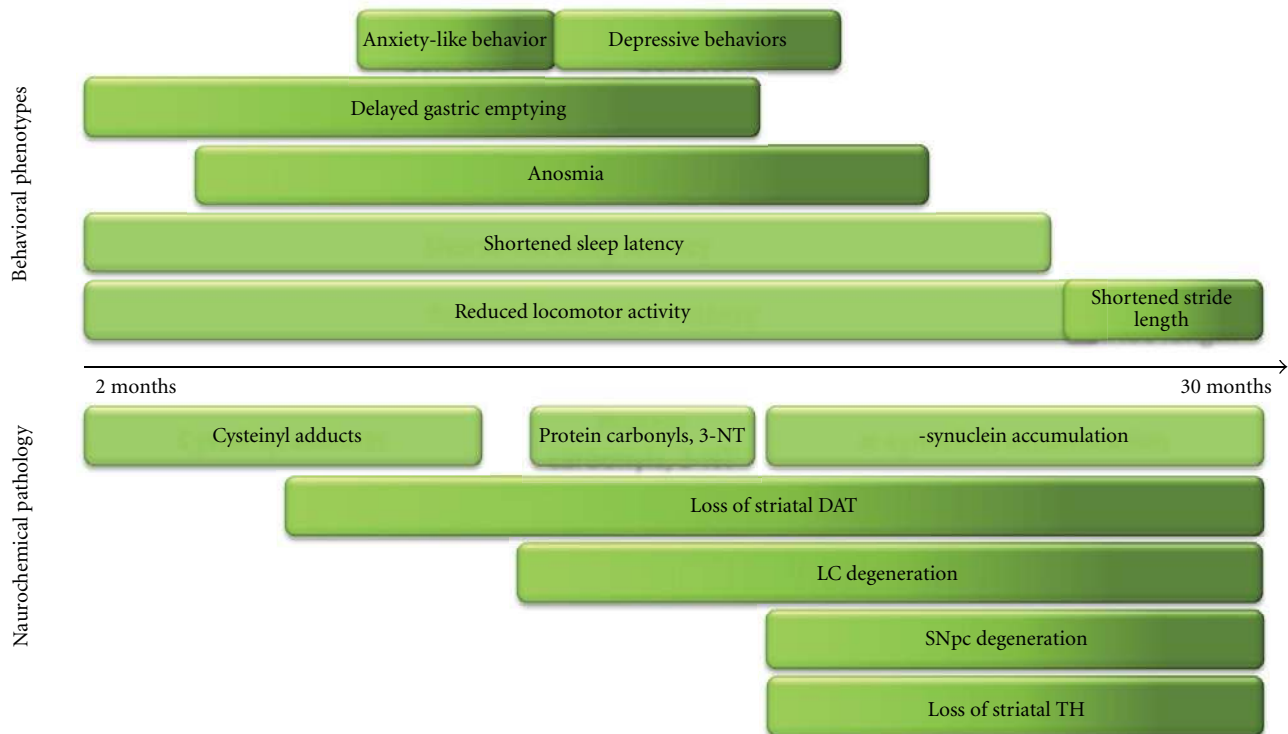 Behavioral phenotypes
Anxiety-like behavior
Depressive behaviors
Delayed gastric emptying
Anosmia
Shortened sleep latency
Reduced locomotor activity
Shortened stride
length
2 months
30 months
Naurochemical pathology
Cysteinyl adducts
Protein carbonyls, 3-NT
-synuclein accumulation
Loss of striatal DAT
LC degeneration
SNpc degeneration
Loss of striatal TH